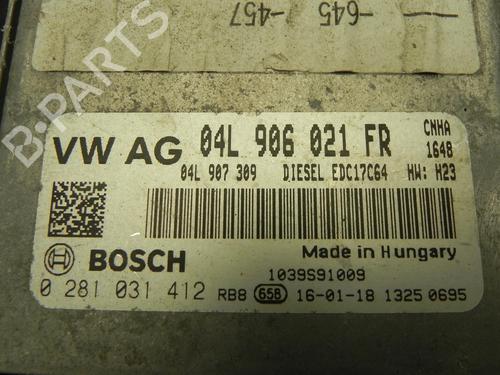 -645
-457
VW AG 04L 906 021 FR CNHA
1648
04L 907 309 DIESEL EDC17C64 HW: H23
BOSCH
Made in Hungary
1039S91009
0 281 031 412 RB8 658 16-01-18 1325 0695
B-PARTS